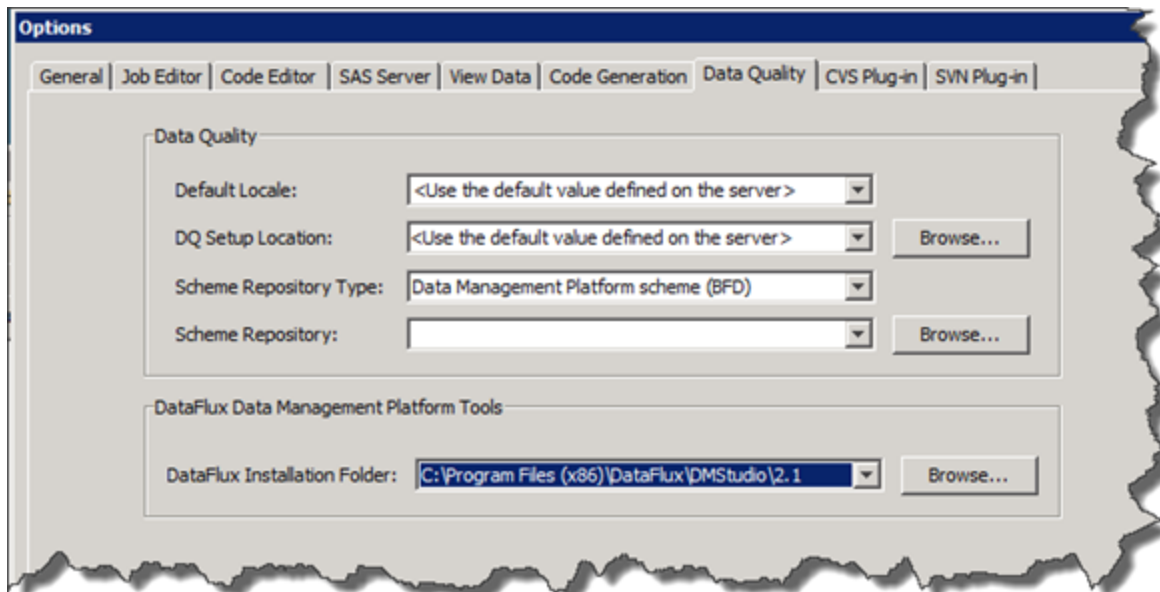 Options
General Job Editor Code Editor SAS Server View Data Code Generation Data Quality CVS Plug-in SVN Plug-in
Data Quality
Default Locale: <Use the default value defined on the server>
DQ Setup Location: <Use the default value defined on the server> Browse...
Scheme Repository Type: Data Management Platform scheme (BFD)
Scheme Repository: Browse...
DataFlux Data Management Platform Tools
DataFlux Installation Folder: C:\Program Files (x86)\DataFlux\DMStudio\2.1 Browse...